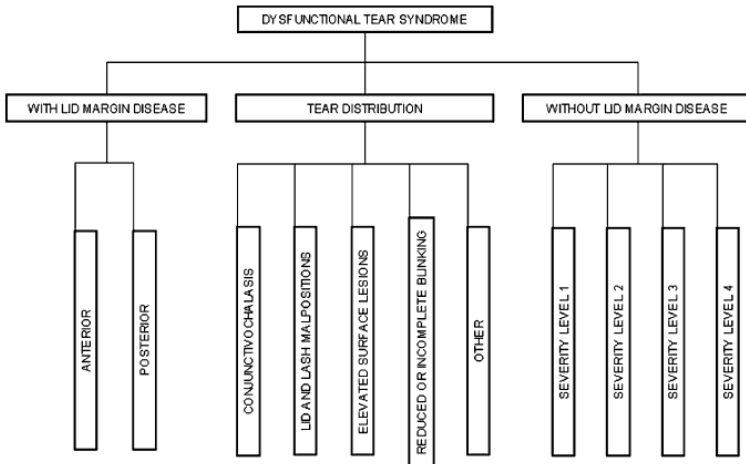 DYSFUNCTIONAL TEAR SYNDROME
WITH LID MARGIN DISEASE
TEAR DISTRIBUTION
WITHOUT LID MARGIN DISEASE
ANTERIOR
POSTERIOR
CONJUNCTIVOCHALASIS
LID AND LASH MALPOSITIONS
ELEVATED SURFACE LESIONS
REDUCED OR INCOMPLETE BLINKING
OTHER
SEVERITY LEVEL 1
SEVERITY LEVEL 2
SEVERITY LEVEL 3
SEVERITY LEVEL 4